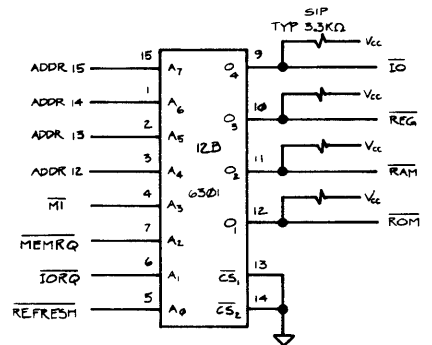 SIP
TYP 3.3KΩ
15 9 Vcc
ADDR 15 A7 O4 IO
1 10 Vcc
ADDR 14 A6 O3 REG
2 12B
ADDR 13 A5 11 Vcc
3 O2 RAM
ADDR 12 A4 6301
4 12 Vcc
MI A3 O1 ROM
7
MEMRQ A2
6 13
IORQ A1 CS1
5 14
REFRESH A0 CS2